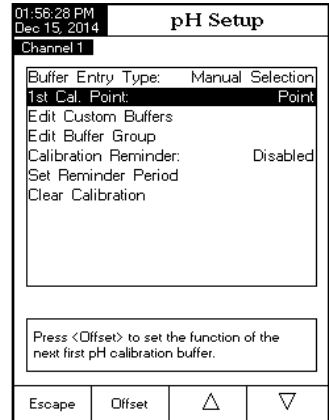 01:56:28 PM
Dec 15, 2014
pH Setup
Channel 1
Buffer Entry Type: Manual Selection
1st Cal. Point: Point
Edit Custom Buffers
Edit Buffer Group
Calibration Reminder: Disabled
Set Reminder Period
Clear Calibration
Press <Offset> to set the function of the
next first pH calibration buffer.
Escape Offset △ ▽